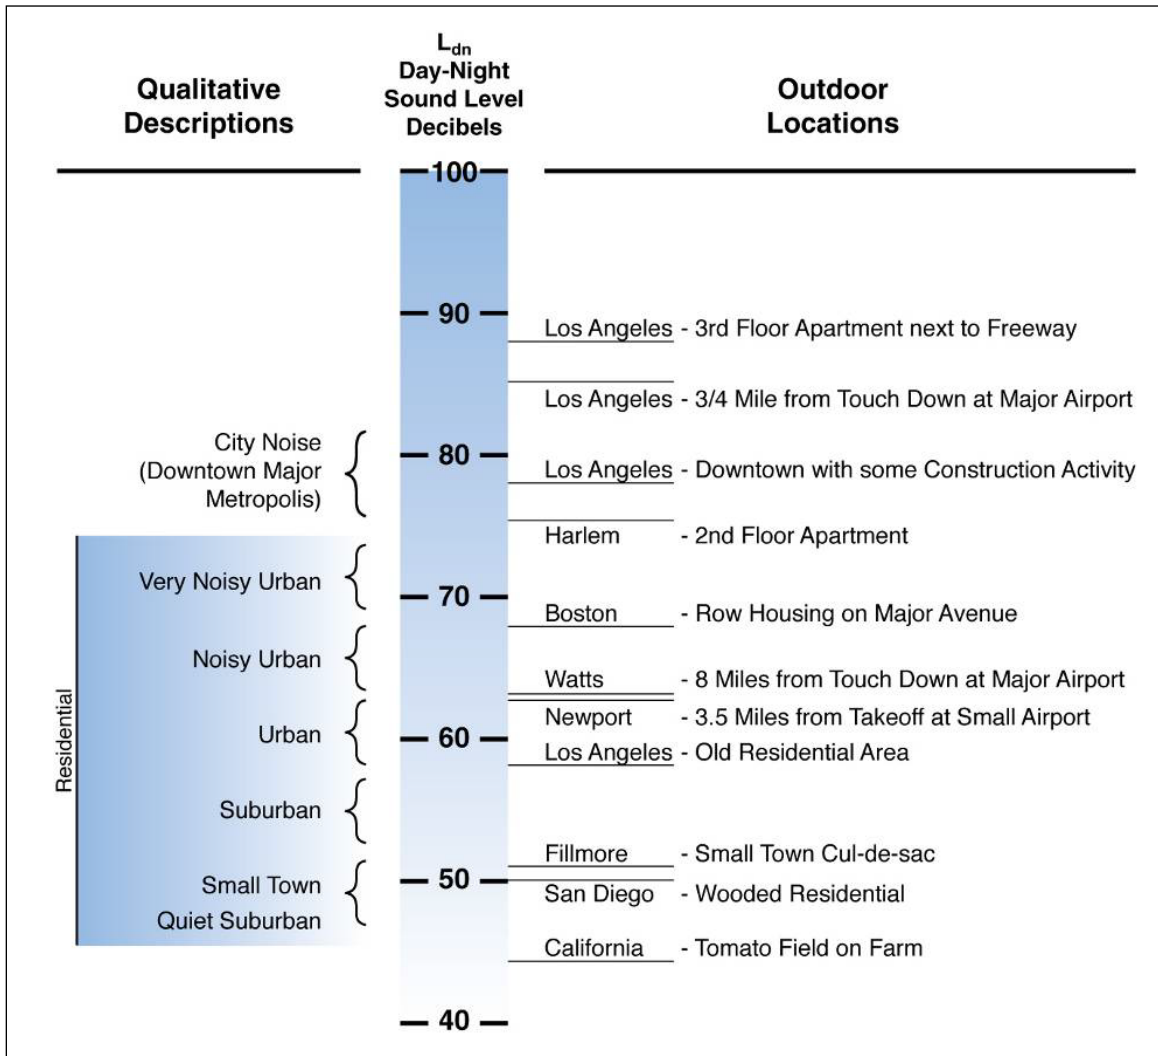 Qualitative
Descriptions
L_dn
Day-Night
Sound Level
Decibels
Outdoor
Locations
100
90
80
70
60
50
40
City Noise
(Downtown Major
Metropolis)
Residential
Very Noisy Urban
Noisy Urban
Urban
Suburban
Small Town
Quiet Suburban
Los Angeles - 3rd Floor Apartment next to Freeway
Los Angeles - 3/4 Mile from Touch Down at Major Airport
Los Angeles - Downtown with some Construction Activity
Harlem - 2nd Floor Apartment
Boston - Row Housing on Major Avenue
Watts - 8 Miles from Touch Down at Major Airport
Newport - 3.5 Miles from Takeoff at Small Airport
Los Angeles - Old Residential Area
Fillmore - Small Town Cul-de-sac
San Diego - Wooded Residential
California - Tomato Field on Farm